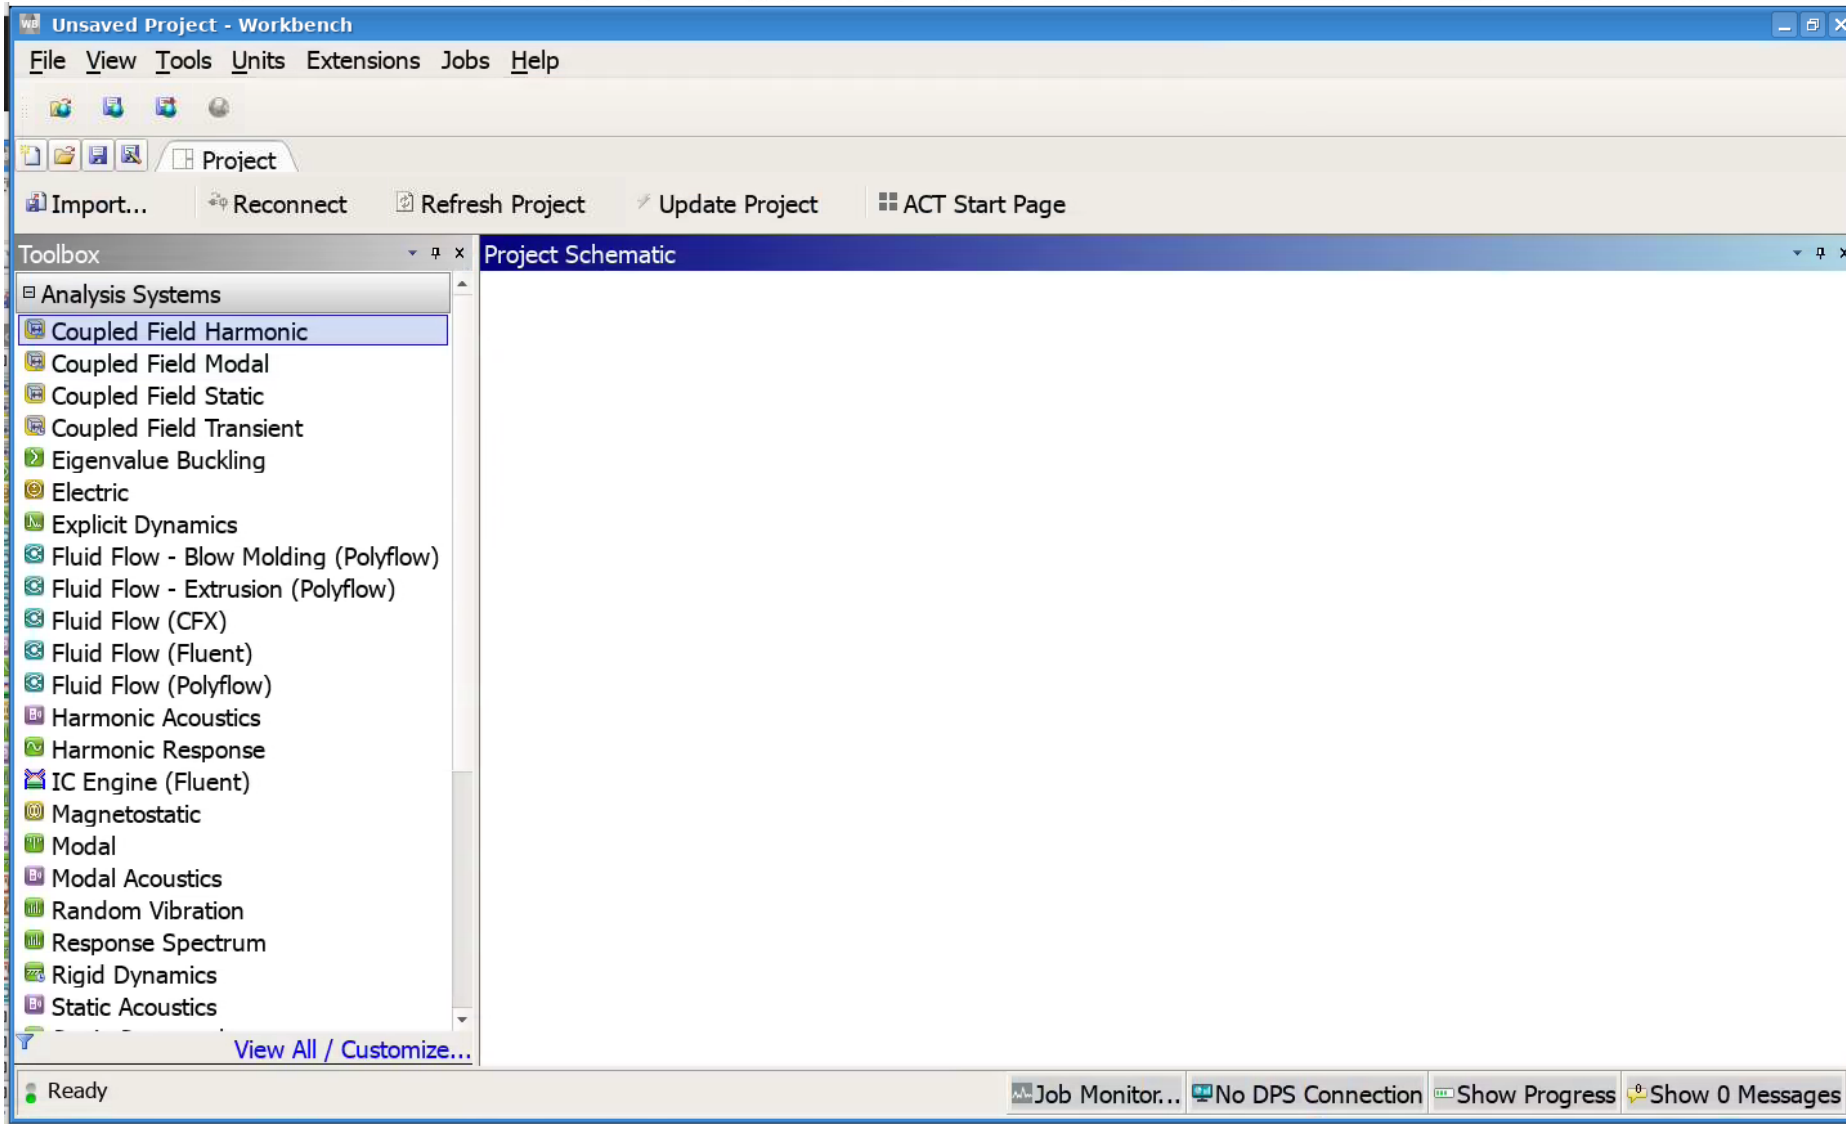 Unsaved Project - Workbench
File View Tools Units Extensions Jobs Help
Project
Import... Reconnect Refresh Project Update Project ACT Start Page
Toolbox
Project Schematic
Analysis Systems
Coupled Field Harmonic
Coupled Field Modal
Coupled Field Static
Coupled Field Transient
Eigenvalue Buckling
Electric
Explicit Dynamics
Fluid Flow - Blow Molding (Polyflow)
Fluid Flow - Extrusion (Polyflow)
Fluid Flow (CFX)
Fluid Flow (Fluent)
Fluid Flow (Polyflow)
Harmonic Acoustics
Harmonic Response
IC Engine (Fluent)
Magnetostatic
Modal
Modal Acoustics
Random Vibration
Response Spectrum
Rigid Dynamics
Static Acoustics
View All / Customize...
Ready
Job Monitor... No DPS Connection Show Progress Show 0 Messages